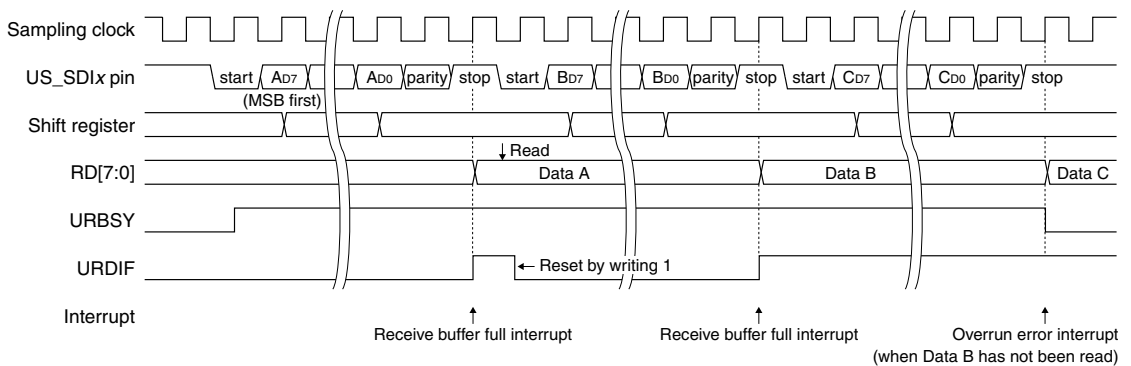 Sampling clock
US_SDIx pin start AD7 AD0 parity stop start BD7 BD0 parity stop start CD7 CD0 parity stop
(MSB first)
Shift register
Read
RD[7:0] Data A Data B Data C
URBSY
URDIF Reset by writing 1
Interrupt
Receive buffer full interrupt Receive buffer full interrupt Overrun error interrupt
(when Data B has not been read)